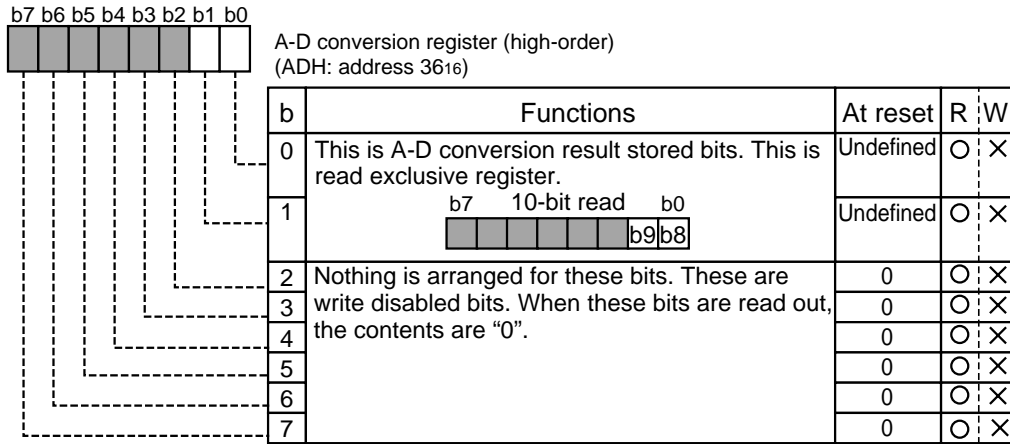 b7 b6 b5 b4 b3 b2 b1 b0
A-D conversion register (high-order)
(ADH: address 3616)
b Functions At reset R W
0 This is A-D conversion result stored bits. This is Undefined O ×
read exclusive register.
b7 10-bit read b0
1 Undefined O ×
b9 b8
2 Nothing is arranged for these bits. These are 0 O ×
3 write disabled bits. When these bits are read out, 0 O ×
4 the contents are “0”. 0 O ×
5 0 O ×
6 0 O ×
7 0 O ×